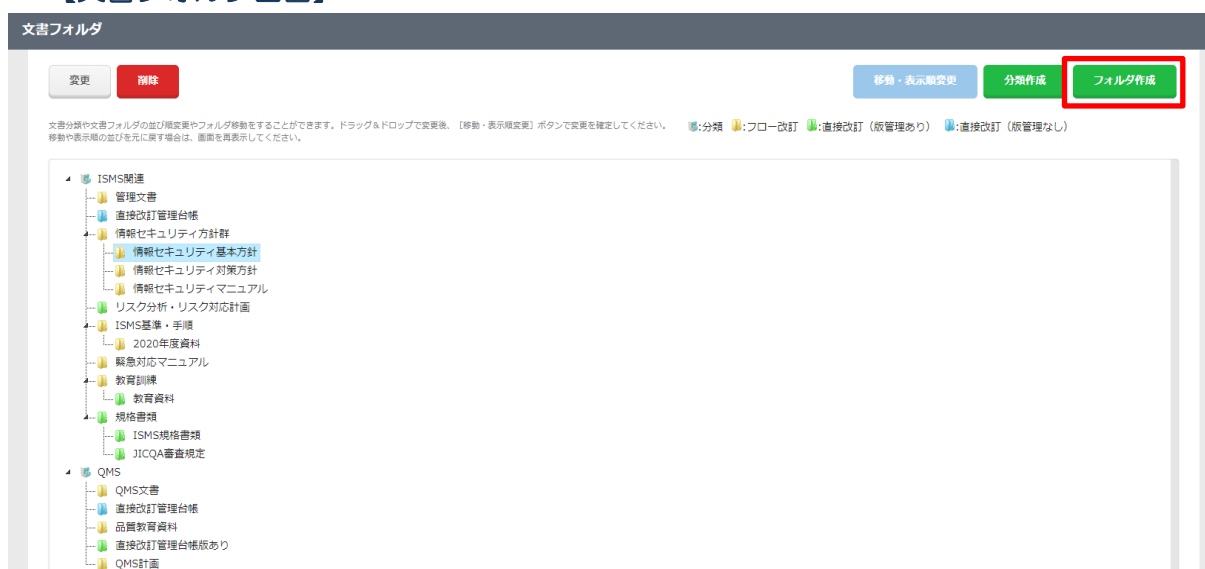 文書フォルダ
変更
削除
移動・表示順変更
分類作成
フォルダ作成
文書分類や文書フォルダの並び順変更やフォルダ移動をすることができます。ドラッグ&ドロップで変更後、[移動・表示順変更] ボタンで変更を確定してください。
移動や表示順の並びを元に戻す場合は、画面を再表示してください。
:分類 :フロー改訂 :直接改訂（版管理あり） :直接改訂（版管理なし）
ISMS関連
管理文書
直接改訂管理台帳
情報セキュリティ方針群
情報セキュリティ基本方針
情報セキュリティ対策方針
情報セキュリティマニュアル
リスク分析・リスク対応計画
ISMS基準・手順
2020年度資料
緊急対応マニュアル
教育訓練
教育資料
規格書類
ISMS規格書類
JICQA審査規定
QMS
QMS文書
直接改訂管理台帳
品質教育資料
直接改訂管理台帳版あり
QMS計画